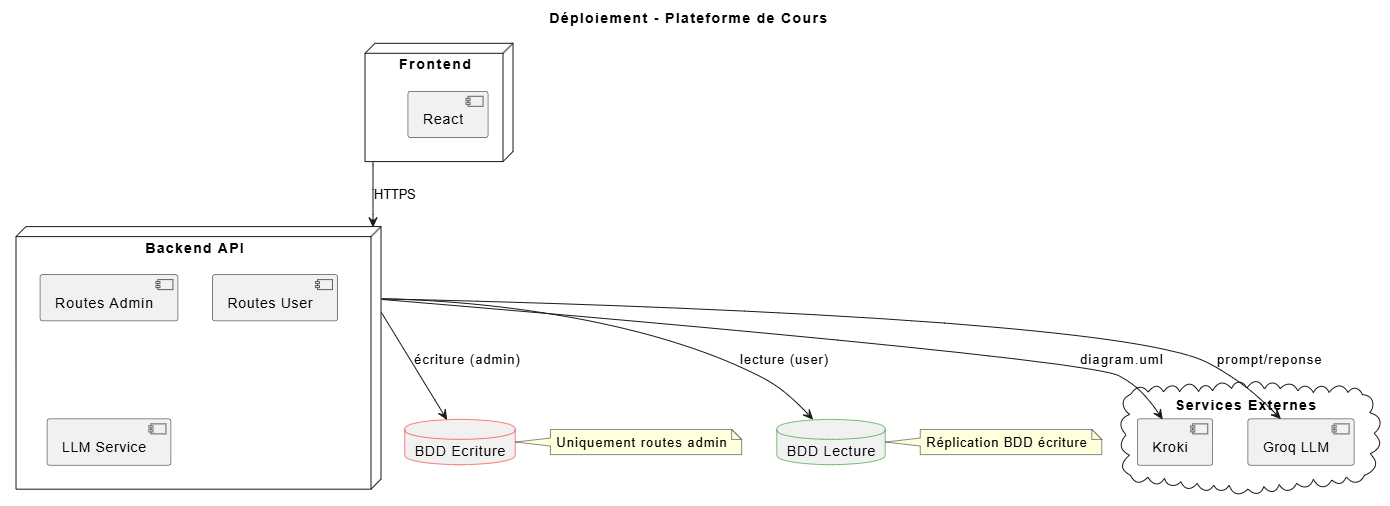 Déploiement - Plateforme de Cours
Frontend
React
HTTPS
Backend API
Routes Admin
Routes User
LLM Service
écriture (admin)
lecture (user)
diagram.uml
prompt/reponse
BDD Ecriture
Uniquement routes admin
BDD Lecture
Réplication BDD écriture
Services Externes
Kroki
Groq LLM